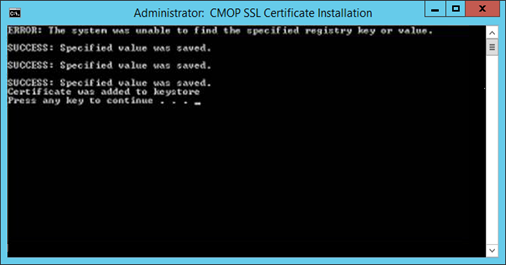 Administrator: CMOP SSL Certificate Installation
ERROR: The system was unable to find the specified registry key or value.
SUCCESS: Specified value was saved.
SUCCESS: Specified value was saved.
SUCCESS: Specified value was saved.
Certificate was added to keystore
Press any key to continue . . . _